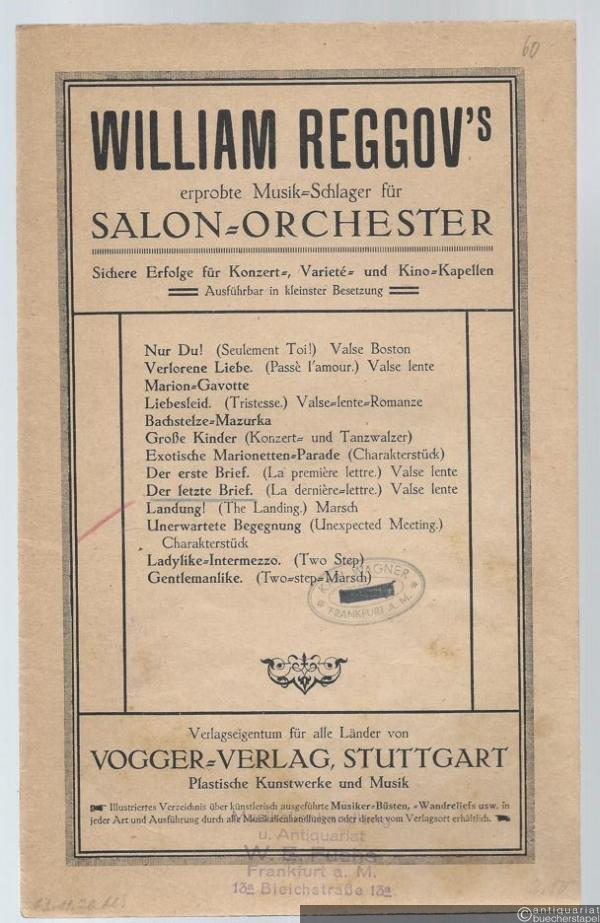 60
WILLIAM REGGOV's
erprobte Musik=Schlager für
SALON=ORCHESTER
Sichere Erfolge für Konzert=, Varieté= und Kino=Kapellen
Ausführbar in kleinster Besetzung
Nur Du! (Seulement Toi!) Valse Boston
Verlorene Liebe. (Passè l'amour.) Valse lente
Marion=Gavotte
Liebesleid. (Tristesse.) Valse=lente=Romanze
Bachstelze=Mazurka
Große Kinder (Konzert= und Tanzwalzer)
Exotische Marionetten=Parade (Charakterstück)
Der erste Brief. (La première lettre.) Valse lente
Der letzte Brief. (La dernière=lettre.) Valse lente
Landung! (The Landing.) Marsch
Unerwartete Begegnung (Unexpected Meeting.)
Charakterstück
Ladylike=Intermezzo. (Two Step)
Gentlemanlike. (Two=step=Marsch)
WAGNER
FRANKFURT A. M.
Verlagseigentum für alle Länder von
VOGGER=VERLAG, STUTTGART
Plastische Kunstwerke und Musik
Illustriertes Verzeichnis über künstlerisch ausgeführte Musiker=Büsten, =Wandreliefs usw. in
jeder Art und Ausführung durch alle Musikalienhandlungen oder direkt vom Verlagsort erhältlich.
u. Antiquariat
W. E. Fuchs
Frankfurt a. M.
13a Bleichstraße 13a
antiquariat
buecherstapel